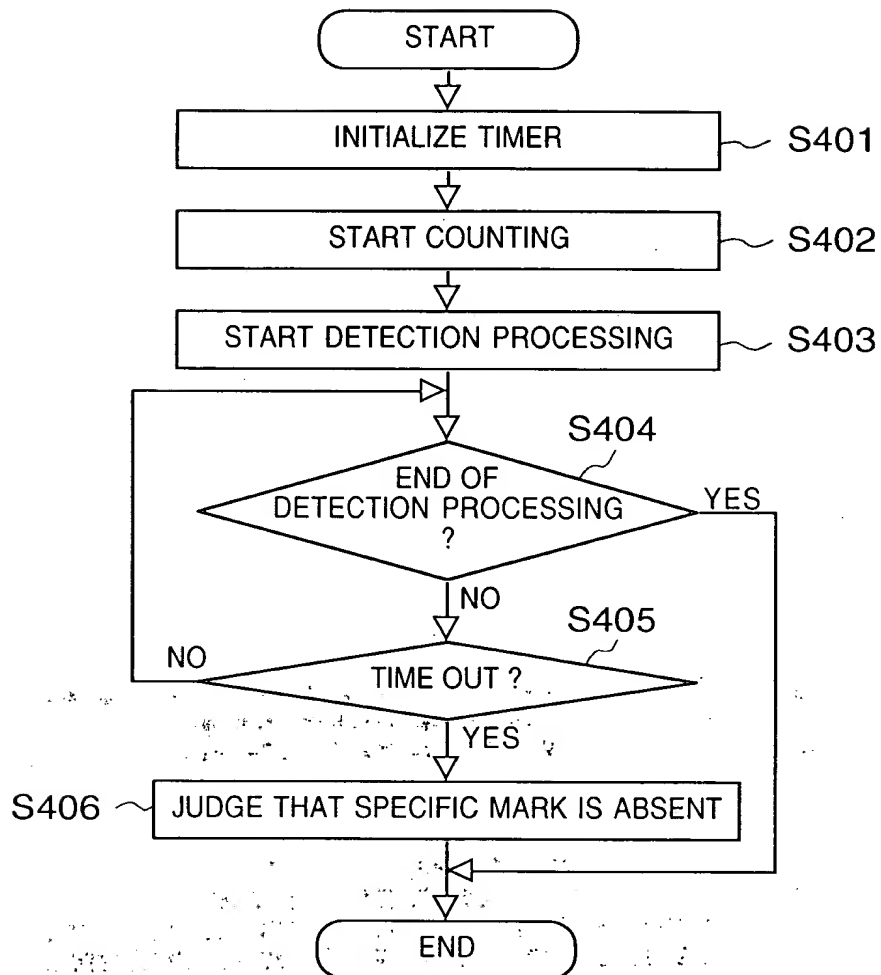 START
INITIALIZE TIMER
S401
START COUNTING
S402
START DETECTION PROCESSING
S403
S404
END OF
DETECTION PROCESSING
?
YES
NO
S405
NO
TIME OUT ?
YES
S406
JUDGE THAT SPECIFIC MARK IS ABSENT
END